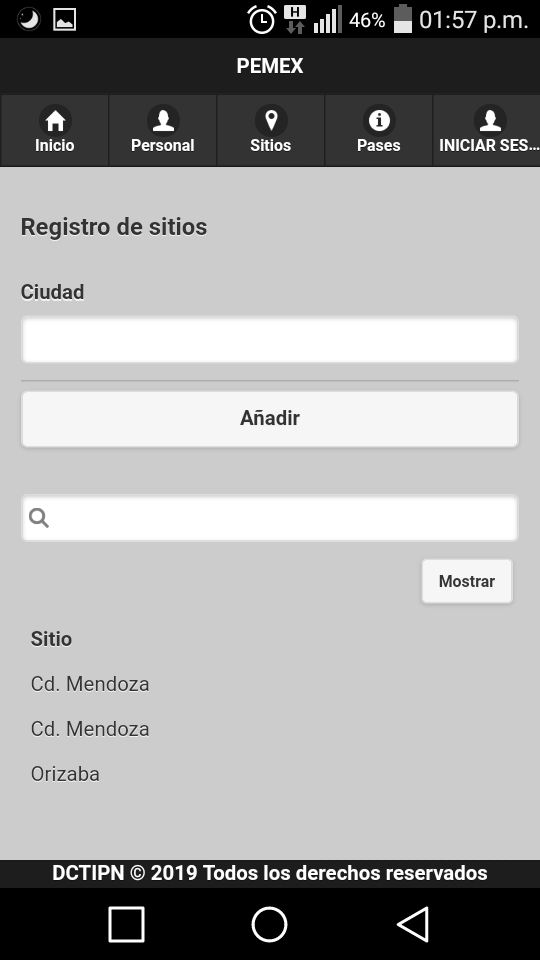 H 46% 01:57 p.m.
PEMEX
Inicio Personal Sitios Pases INICIAR SES...
Registro de sitios
Ciudad
Añadir
Mostrar
Sitio
Cd. Mendoza
Cd. Mendoza
Orizaba
DCTIPN © 2019 Todos los derechos reservados